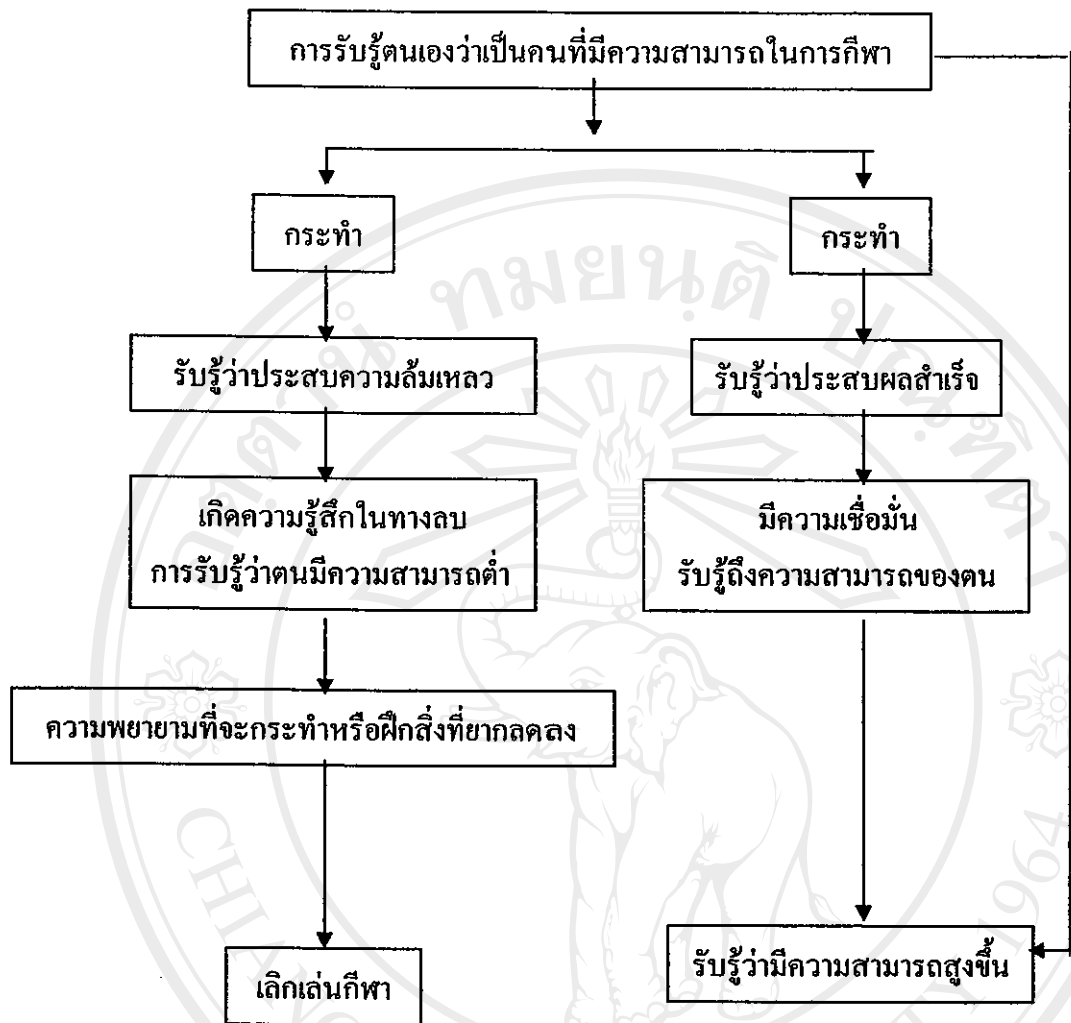 การรับรู้ตนเองว่าเป็นคนที่มีความสามารถในการกีฬา
กระทำ
กระทำ
รับรู้ว่าประสบความล้มเหลว
รับรู้ว่าประสบผลสำเร็จ
เกิดความรู้สึกในทางลบ
การรับรู้ว่าตนมีความสามารถต่ำ
มีความเชื่อมั่น
รับรู้ถึงความสามารถของตน
ความพยายามที่จะกระทำหรือฝึกสิ่งที่ยากลดลง
เลิกเล่นกีฬา
รับรู้ว่ามีความสามารถสูงขึ้น
ทมยนฺติ
1964